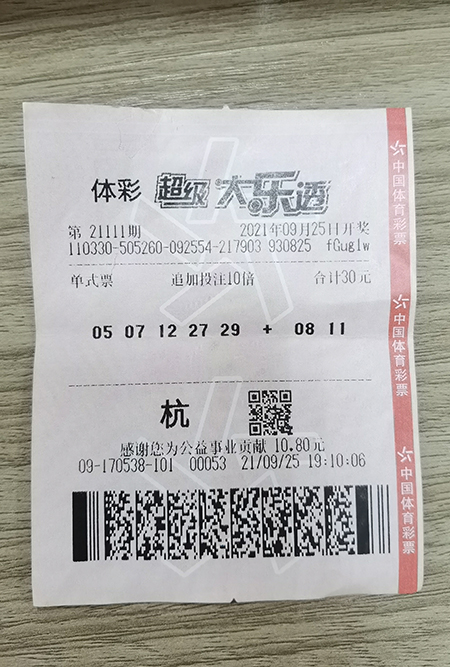 体彩 超级大乐透
第 21111期 2021年09月25日开奖
110330-505260-092554-217903 930825 fGuglw
单式票 追加投注10倍 合计30元
05 07 12 27 29 + 08 11
杭
感谢您为公益事业贡献 10.80元
09-170538-101 00053 21/09/25 19:10:06
中国体育彩票
中国体育彩票
中国体育彩票